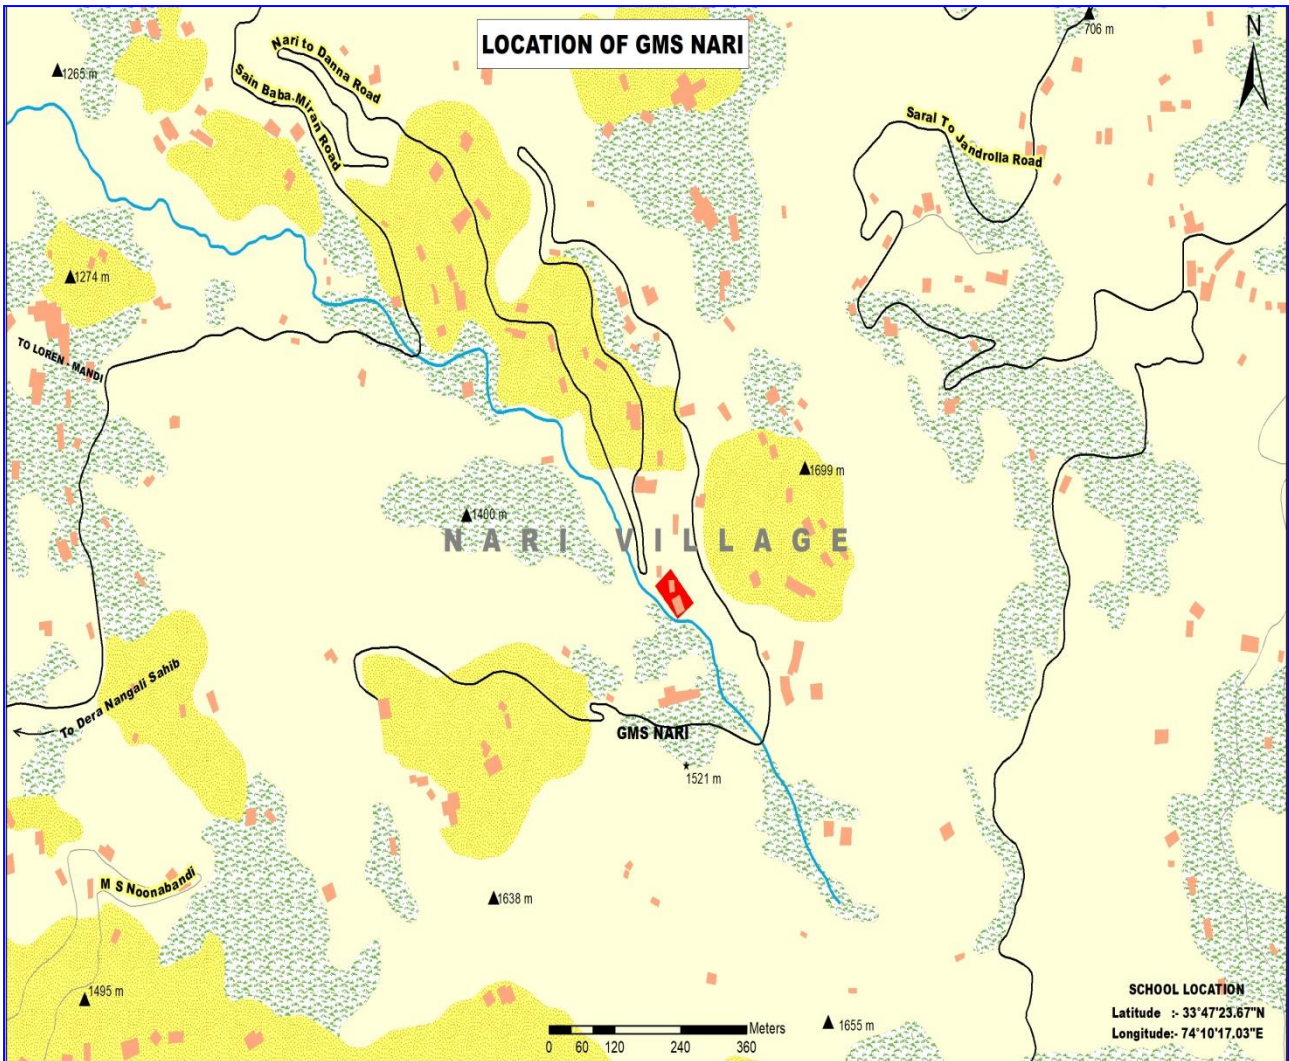 LOCATION OF GMS NARI
N
706 m
1265 m
Nari to Danna Road
Sain Baba Miran Road
Saral To Jandrolla Road
1274 m
TO LOREN - MANDI
1699 m
1400 m
NARI VILLAGE
To Dera Nangali Sahib
GMS NARI
1521 m
M S Noonabandi
1638 m
1495 m
1655 m
Meters
0 60 120 240 360
SCHOOL LOCATION
Latitude :- 33°47'23.67"N
Longitude:- 74°10'17.03"E